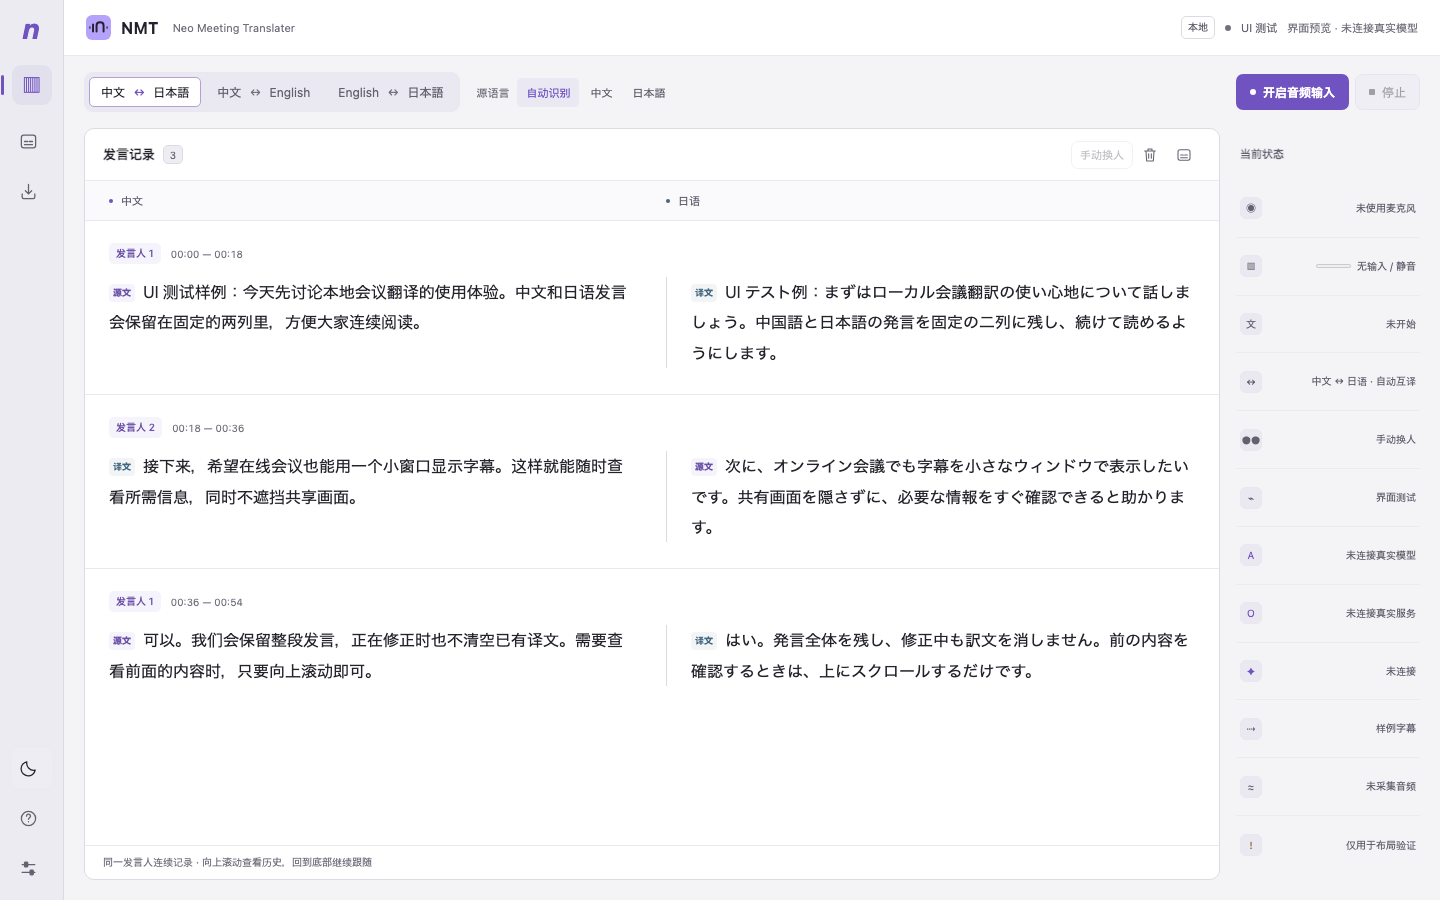 n
NMT Neo Meeting Translater
本地 UI 测试 界面预览 · 未连接真实模型
中文 ↔ 日本語 中文 ↔ English English ↔ 日本語 源语言 自动识别 中文 日本語
开启音频输入 停止
发言记录 3 手动换人
中文 日语
发言人 1 00:00 — 00:18
源文 UI 测试样例：今天先讨论本地会议翻译的使用体验。中文和日语发言
会保留在固定的两列里，方便大家连续阅读。
译文 UI テスト例：まずはローカル会議翻訳の使い心地について話しま
しょう。中国語と日本語の発言を固定の二列に残し、続けて読めるよ
うにします。
发言人 2 00:18 — 00:36
译文 接下来，希望在线会议也能用一个小窗口显示字幕。这样就能随时查
看所需信息，同时不遮挡共享画面。
源文 次に、オンライン会議でも字幕を小さなウィンドウで表示したい
です。共有画面を隠さずに、必要な情報をすぐ確認できると助かりま
す。
发言人 1 00:36 — 00:54
源文 可以。我们会保留整段发言，正在修正时也不清空已有译文。需要查
看前面的内容时，只要向上滚动即可。
译文 はい。発言全体を残し、修正中も訳文を消しません。前の内容を
確認するときは、上にスクロールするだけです。
同一发言人连续记录 · 向上滚动查看历史，回到底部继续跟随
当前状态
未使用麦克风
无输入 / 静音
文 未开始
↔ 中文 ↔ 日语 · 自动互译
手动换人
界面测试
A 未连接真实模型
O 未连接真实服务
未连接
样例字幕
≈ 未采集音频
! 仅用于布局验证